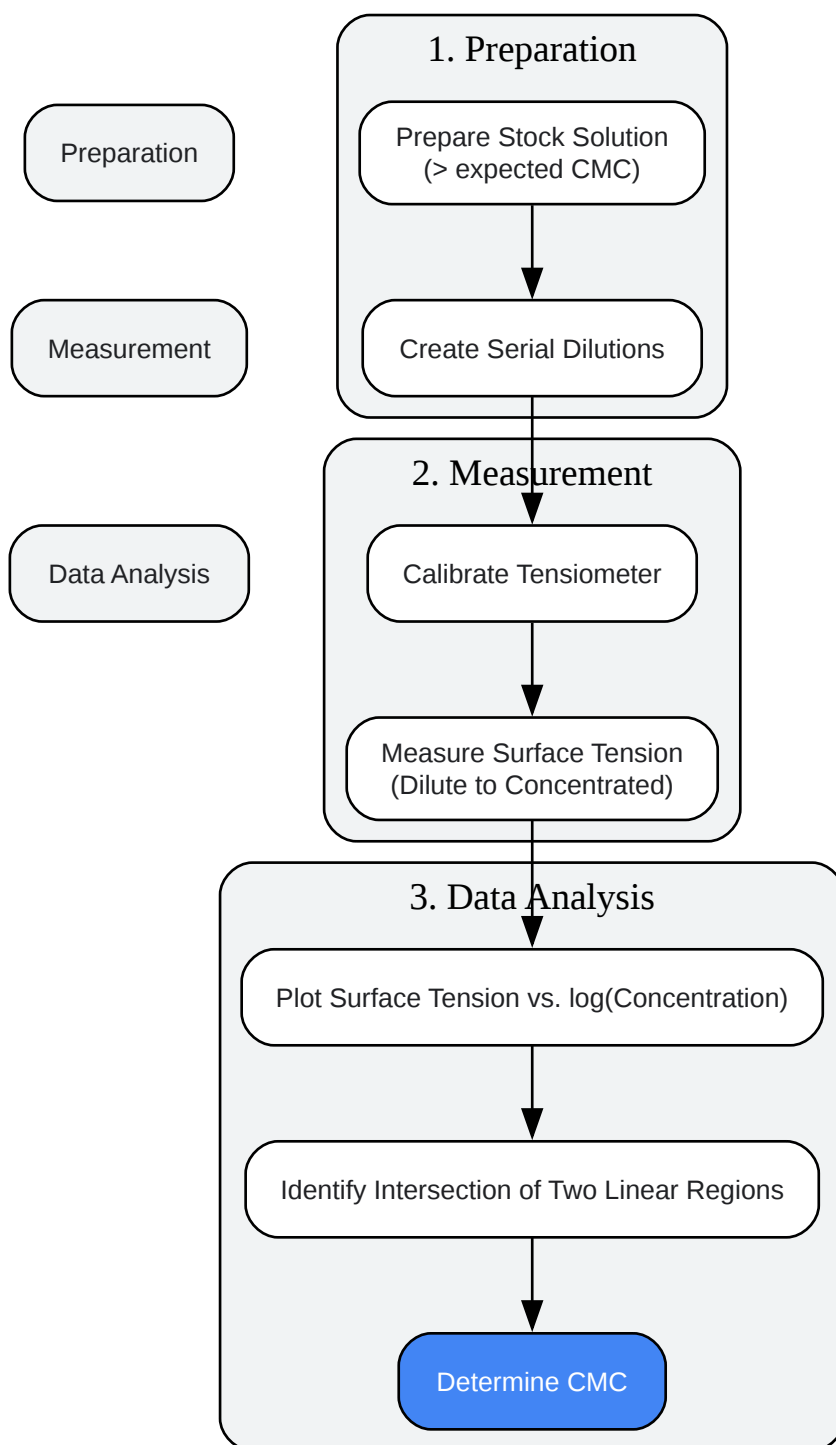 1. Preparation
Preparation
Prepare Stock Solution
(> expected CMC)
Measurement
Create Serial Dilutions
2. Measurement
Data Analysis
Calibrate Tensiometer
Measure Surface Tension
(Dilute to Concentrated)
3. Data Analysis
Plot Surface Tension vs. log(Concentration)
Identify Intersection of Two Linear Regions
Determine CMC